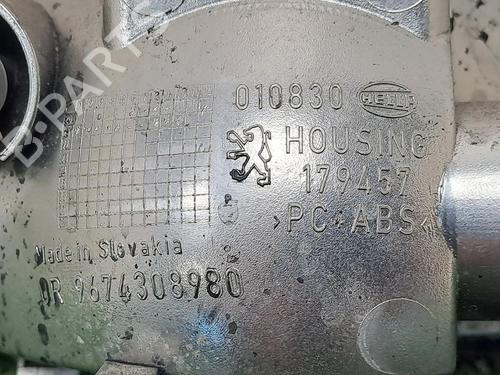 B-PARTS
010830 HELLA
HOUSING
179457
>PC+ABS<
Made in Slovakia
9674308980